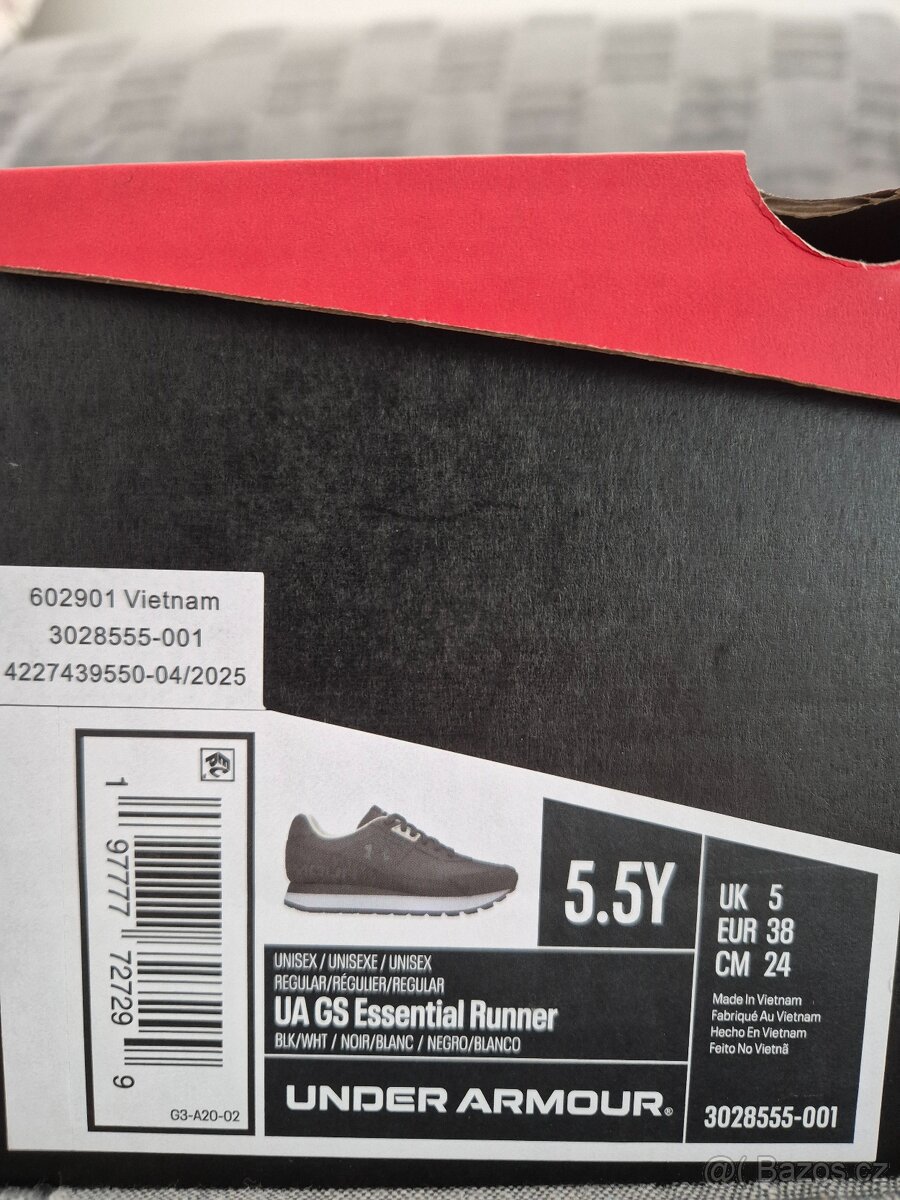 602901 Vietnam
3028555-001
4227439550-04/2025
EPC
1 97777 72729 9
G3-A20-02
5.5Y
UK 5
EUR 38
CM 24
Made In Vietnam
Fabriqué Au Vietnam
Hecho En Vietnam
Feito No Vietnã
3028555-001
UNISEX / UNISEXE / UNISEX
REGULAR/RÉGULIER/REGULAR
UA GS Essential Runner
BLK/WHT / NOIR/BLANC / NEGRO/BLANCO
UNDER ARMOUR®
@( Bazos.cz